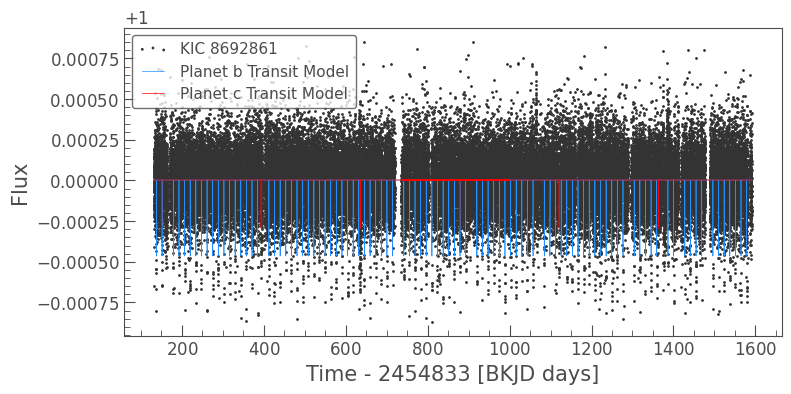 +1
KIC 8692861
Planet b Transit Model
Planet c Transit Model
0.00075
0.00050
0.00025
0.00000
−0.00025
−0.00050
−0.00075
Flux
200 400 600 800 1000 1200 1400 1600
Time - 2454833 [BKJD days]